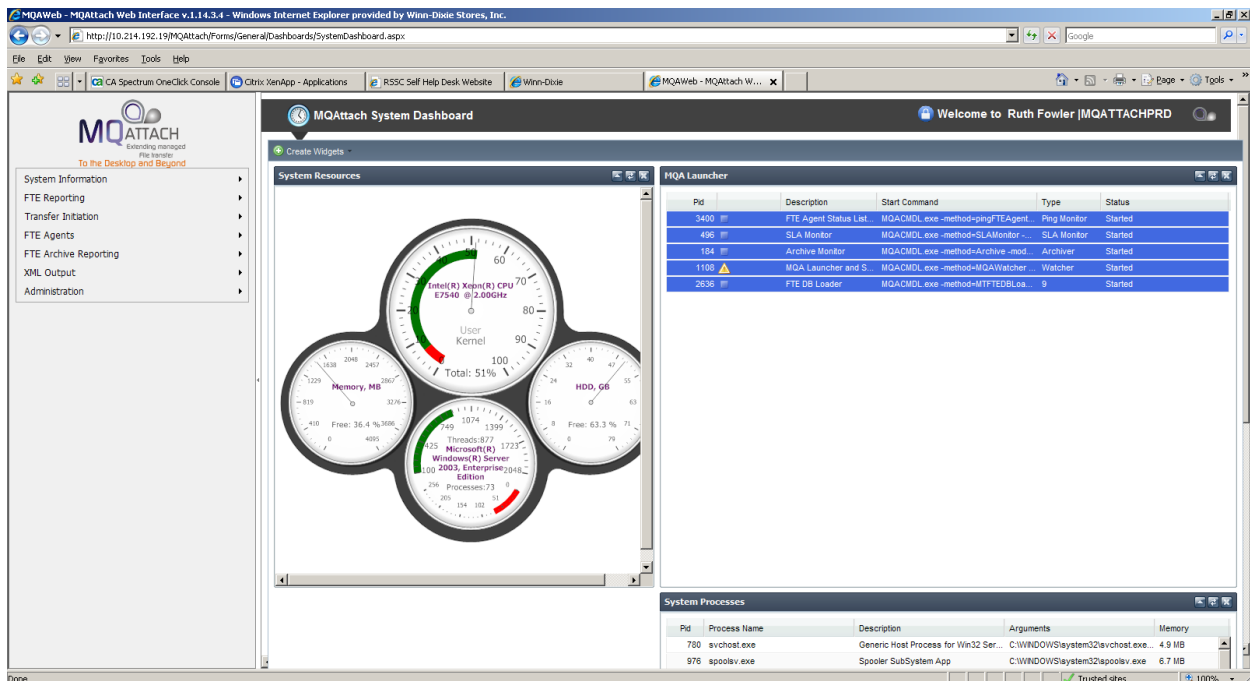 MQAWeb - MQAttach Web Interface v.1.14.3.4 - Windows Internet Explorer provided by Winn-Dixie Stores, Inc.
http://10.214.192.19/MQAttach/Forms/General/Dashboards/SystemDashboard.aspx
Google
File Edit View Favorites Tools Help
CA Spectrum OneClick Console
Citrix XenApp - Applications
RSSC Self Help Desk Website
Winn-Dixie
MQAWeb - MQAttach W...
Page
Tools
MQATTACH
Extending managed
File transfer
To the Desktop and Beyond
System Information
FTE Reporting
Transfer Initiation
FTE Agents
FTE Archive Reporting
XML Output
Administration
MQAttach System Dashboard
Welcome to Ruth Fowler |MQATTACHPRD
Create Widgets
System Resources
40 50 60
30 70
Intel(R) Xeon(R) CPU
E7540 @ 2.00GHz
20 80
User
Kernel
10 90
0 100
Total: 51%
1638 2048 2457
1229 2867
Memory, MB
819 3276
410 Free: 36.4 % 3686
0 4095
32 40 47
24 55
HDD, GB
16 63
8 Free: 63.3 % 71
0 79
749 1074 1399
Threads:877
425 1723
Microsoft(R)
Windows(R) Server
100 2003, Enterprise 2048
Edition
256 Processes:73 0
205 154 102 51
MQA Launcher
Pid Description Start Command Type Status
3400 FTE Agent Status List... MQACMDL.exe -method=pingFTEAgent... Ping Monitor Started
496 SLA Monitor MQACMDL.exe -method=SLAMonitor -... SLA Monitor Started
184 Archive Monitor MQACMDL.exe -method=Archive -mod... Archiver Started
1108 MQA Launcher and S... MQACMDL.exe -method=MQAWatcher ... Watcher Started
2636 FTE DB Loader MQACMDL.exe -method=MTFTEDBLoa... 9 Started
System Processes
Pid Process Name Description Arguments Memory
780 svchost.exe Generic Host Process for Win32 Ser... C:\WINDOWS\system32\svchost.exe... 4.9 MB
976 spoolsv.exe Spooler SubSystem App C:\WINDOWS\system32\spoolsv.exe 6.7 MB
Done
Trusted sites
100%